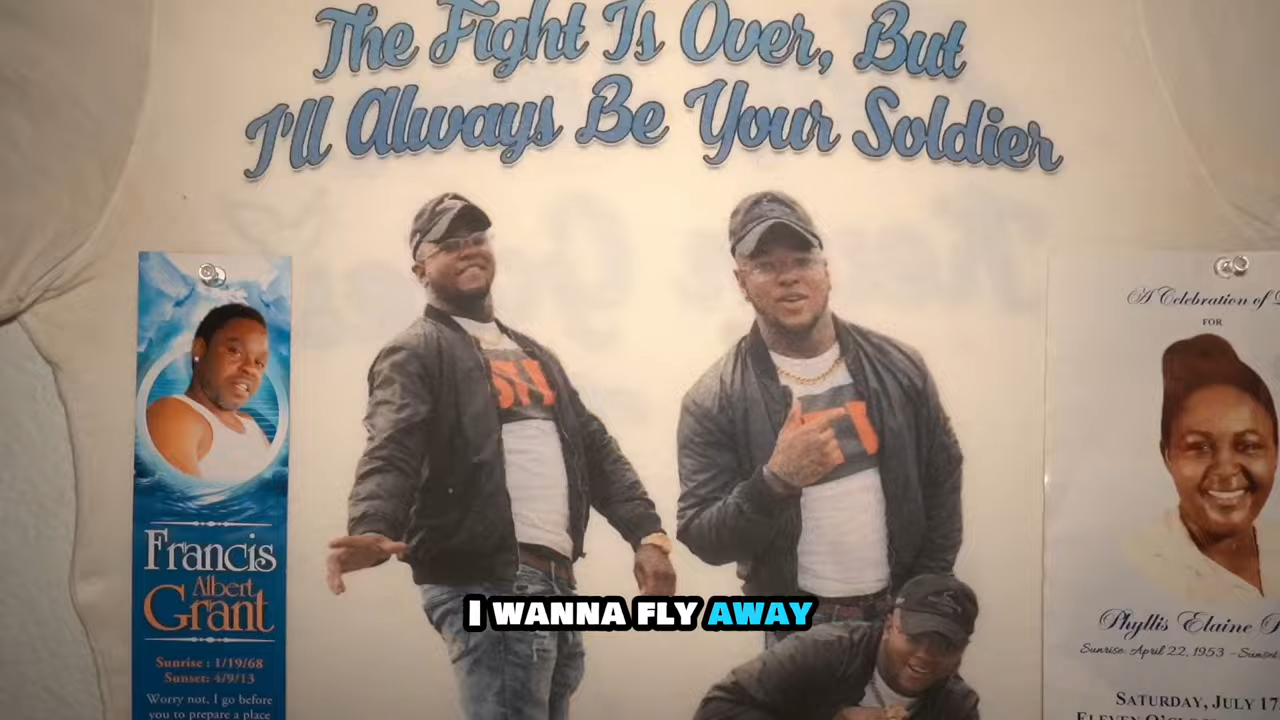 The Fight Is Over, But
I'll Always Be Your Soldier
Francis
Albert
Grant
Sunrise : 1/19/68
Sunset: 4/9/13
Worry not, I go before
you to prepare a place
A Celebration of
FOR
Phyllis Elaine
Sunrise: April 22, 1953 ~
SATURDAY, JULY 17
I WANNA FLY AWAY